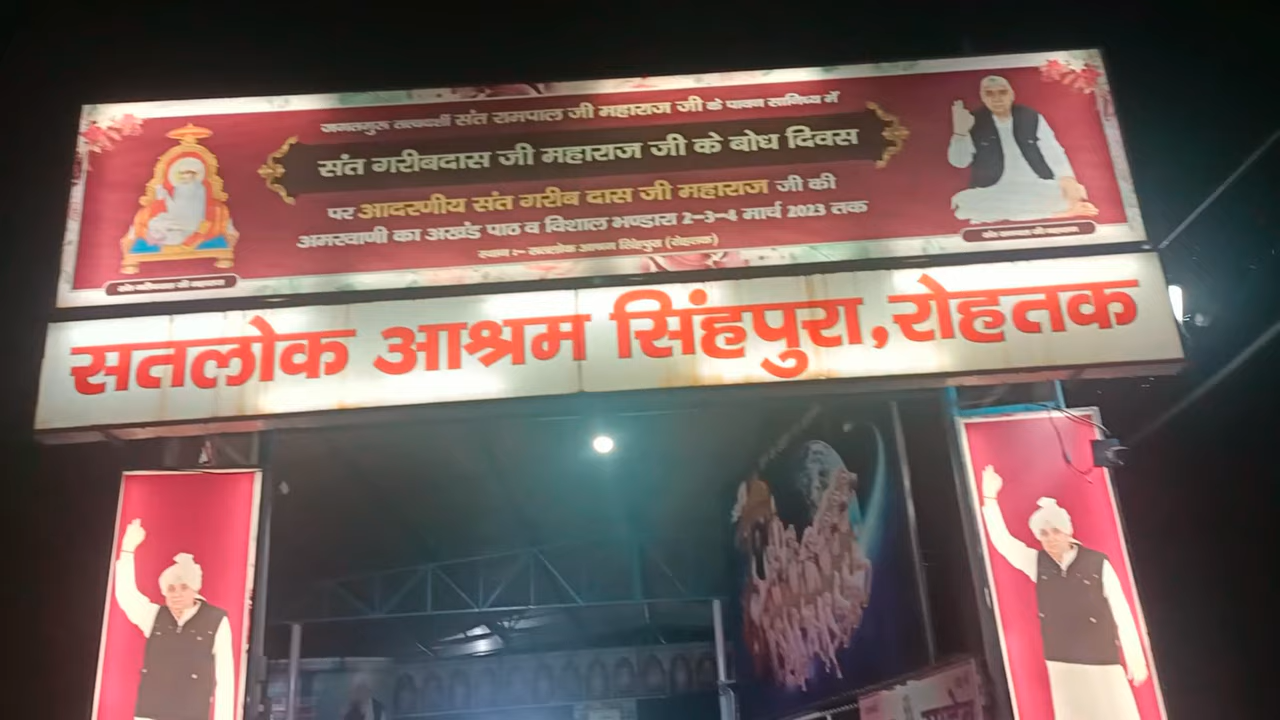 जगतगुरु तत्वदर्शी संत रामपाल जी महाराज जी के पावन सानिध्य में
संत गरीबदास जी महाराज जी के बोध दिवस
पर आदरणीय संत गरीब दास जी महाराज जी की
अमरवाणी का अखंड पाठ व विशाल भण्डारा 2-3-4 मार्च 2023 तक
स्थान :- सतलोक आश्रम सिंहपुरा (रोहतक)
सतलोक आश्रम सिंहपुरा, रोहतक